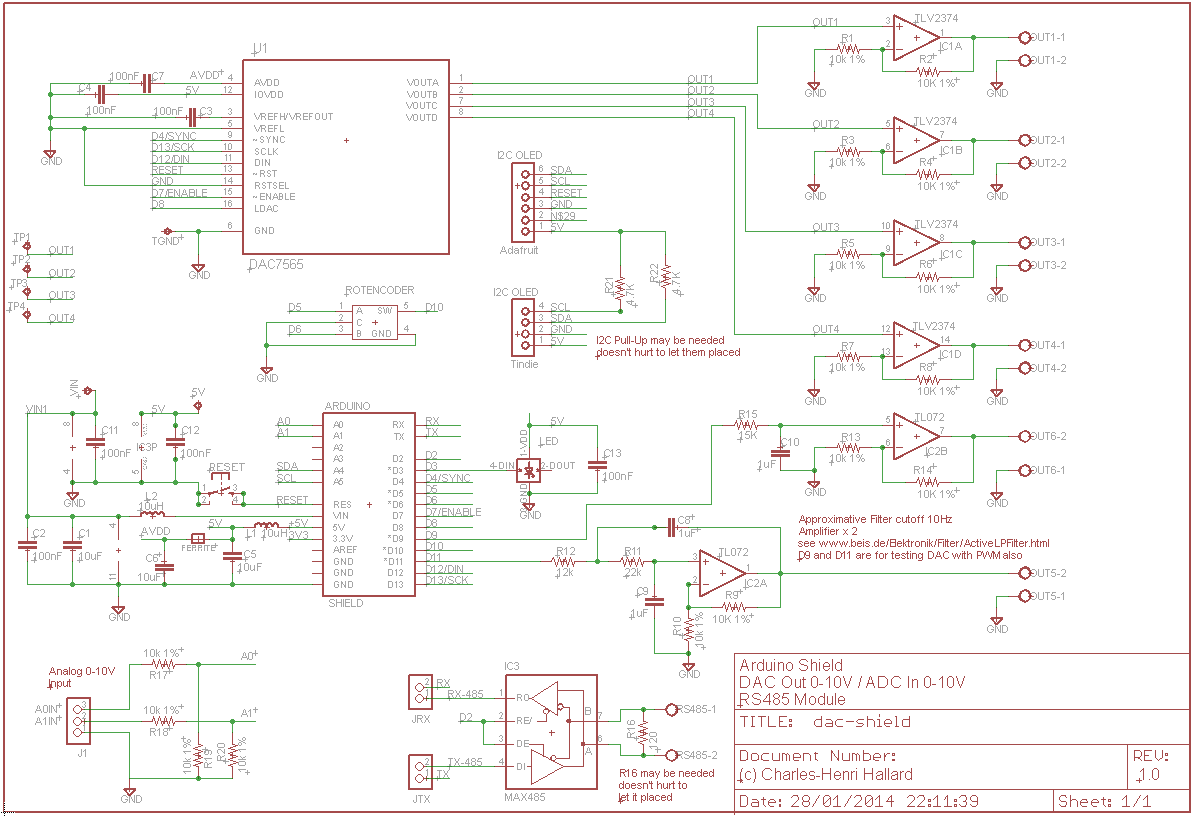 U1
100nF
C7
AVDD
4
AVDD
C4
5V
12
IOVDD
100nF
100nF
C3
3
VREFH/VREFOUT
5
VREFL
D4/SYNC
9
~SYNC
D13/SCK
10
SCLK
D12/DIN
11
DIN
RESET
13
~RST
GND
14
RSTSEL
D7/ENABLE
15
~ENABLE
D8
16
LDAC
6
GND
GND
TGND
GND
DAC7565
VOUTA
1
OUT1
VOUTB
2
OUT2
VOUTC
7
OUT3
VOUTD
8
OUT4
TP1
OUT1
TP2
OUT2
TP3
OUT3
TP4
OUT4
OUT1
3
TLV2374
1
2
IC1A
R1
10k 1%
R2
10K 1%
GND
OUT1-1
OUT1-2
GND
OUT2
5
TLV2374
7
6
IC1B
R3
10k 1%
R4
10K 1%
GND
OUT2-1
OUT2-2
GND
OUT3
10
TLV2374
8
9
IC1C
R5
10k 1%
R6
10K 1%
GND
OUT3-1
OUT3-2
GND
OUT4
12
TLV2374
14
13
IC1D
R7
10k 1%
R8
10K 1%
GND
OUT4-1
OUT4-2
GND
I2C OLED
6 SDA
5 SCL
4 RESET
3 GND
2 N$29
1 5V
Adafruit
R21
4.7K
R22
4.7K
I2C OLED
4 SCL
3 SDA
2 GND
1 5V
Tindie
I2C Pull-Up may be needed
doesn't hurt to let them placed
ROTENCODER
D5
1
A
SW
5
D10
2
C
D6
3
B
GND
4
GND
VIN
5V
VIN1
5V
8
C11
100nF
4
8
IC3P
5
C12
100nF
GND
RESET
1
3
2
4
L2
10uH
C2
100nF
C1
10uF
11
AVDD
5V
FERRITE
C6
10uF
C5
10uF
L1
10uH
+5V
3V3
GND
ARDUINO
A0
A0
A1
A1
A2
A3
SDA
A4
SCL
A5
RESET
RES
VIN
5V
3.3V
AREF
GND
GND
GND
SHIELD
RX
RX
TX
TX
D2
D2
*D3
D3
D4
D4/SYNC
*D5
D5
*D6
D6
D7
D7/ENABLE
D8
D8
*D9
D9
*D10
D10
*D11
D11
D12
D12/DIN
D13
D13/SCK
1-VDD
5V
LED
4-DIN
2-DOUT
GND
GND
C13
100nF
R15
15K
C10
1uF
5
TL072
7
6
IC2B
R13
10k 1%
R14
10K 1%
GND
OUT6-2
OUT6-1
GND
Approximative Filter cutoff 10Hz
Amplifier x 2
see www.beis.de/Elektronik/Filter/ActiveLPFilter.html
D9 and D11 are for testing DAC with PWM also
C8
1uF
R12
12k
R11
22k
C9
1uF
3
TL072
1
2
IC2A
R9
10K 1%
R10
10k 1%
GND
OUT5-2
OUT5-1
GND
Analog 0-10V
Input
A0IN
3
A1IN
2
1
J1
10k 1%
R17
A0
10k 1%
R18
A1
10k 1%
R19
R20
10k 1%
GND
2
RX
1
RX-485
JRX
2
TX-485
1
TX
JTX
IC3
1
RO
D2
2
RE/
3
DE
4
DI
B
7
A
6
MAX485
R16
120
RS485-1
RS485-2
R16 may be needed
doesn't hurt to
let it placed
Arduino Shield
DAC Out 0-10V / ADC In 0-10V
RS485 Module
TITLE: dac-shield
Document Number:
(c) Charles-Henri Hallard
REV:
1.0
Date: 28/01/2014 22:11:39
Sheet: 1/1